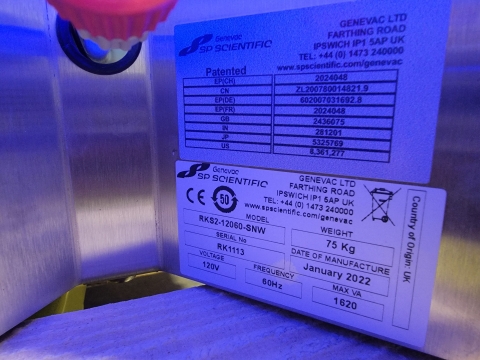 Genevac
SP SCIENTIFIC
GENEVAC LTD
FARTHING ROAD
IPSWICH IP1 5AP UK
TEL: +44 (0) 1473 240000
www.spscientific.com/genevac
Patented
EP(CH) 2024048
CN ZL200780014821.9
EP(DE) 602007031692.8
EP(FR) 2024048
GB 2436075
IN 281201
JP 5325769
US 8,361,277
Genevac
SP SCIENTIFIC
GENEVAC LTD
FARTHING ROAD
IPSWICH IP1 5AP UK
TEL: +44 (0) 1473 240000
www.spscientific.com/genevac
CE 50
MODEL
RKS2-12060-SNW
WEIGHT
75 Kg
SERIAL No
RK1113
DATE OF MANUFACTURE
January 2022
VOLTAGE
120V
FREQUENCY
60Hz
MAX VA
1620
Country of Origin: UK